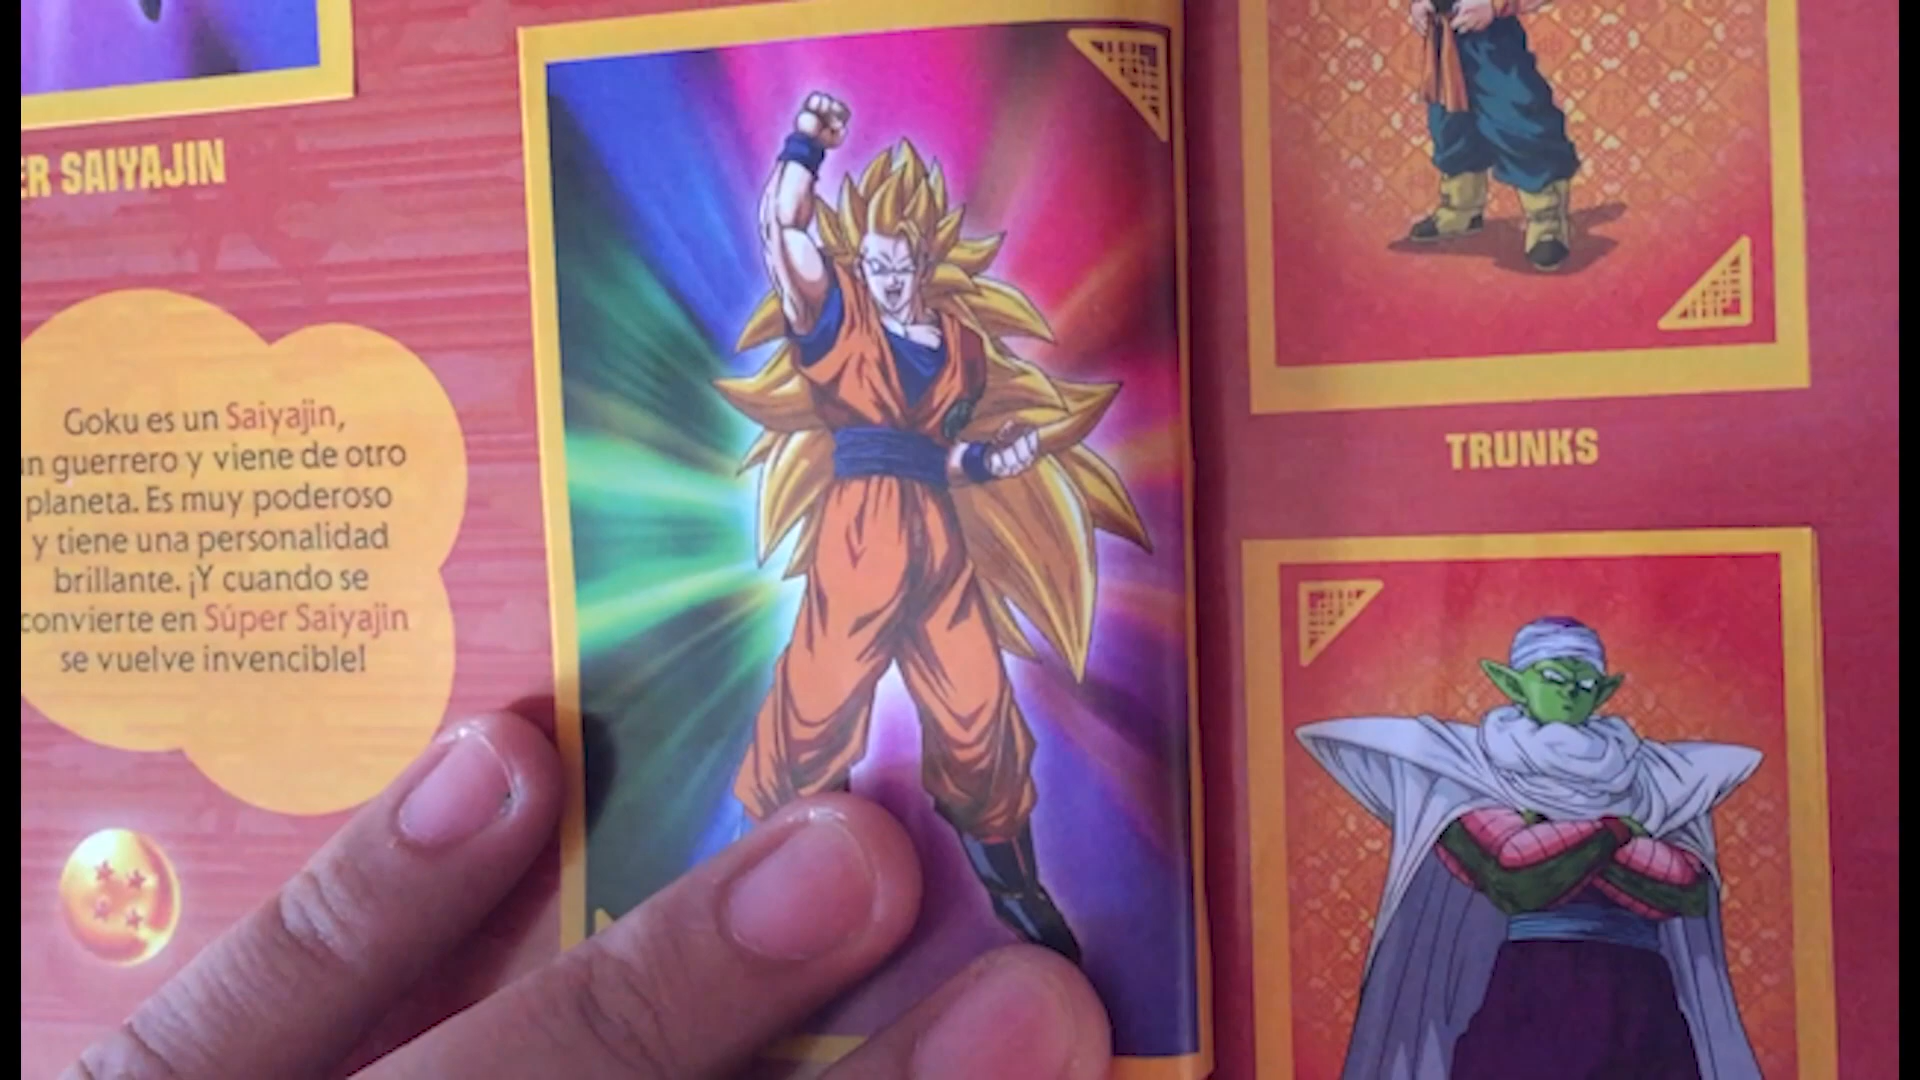 ER SAIYAJIN
Goku es un Saiyajin,
un guerrero y viene de otro
planeta. Es muy poderoso
y tiene una personalidad
brillante. ¡Y cuando se
convierte en Súper Saiyajin
se vuelve invencible!
TRUNKS